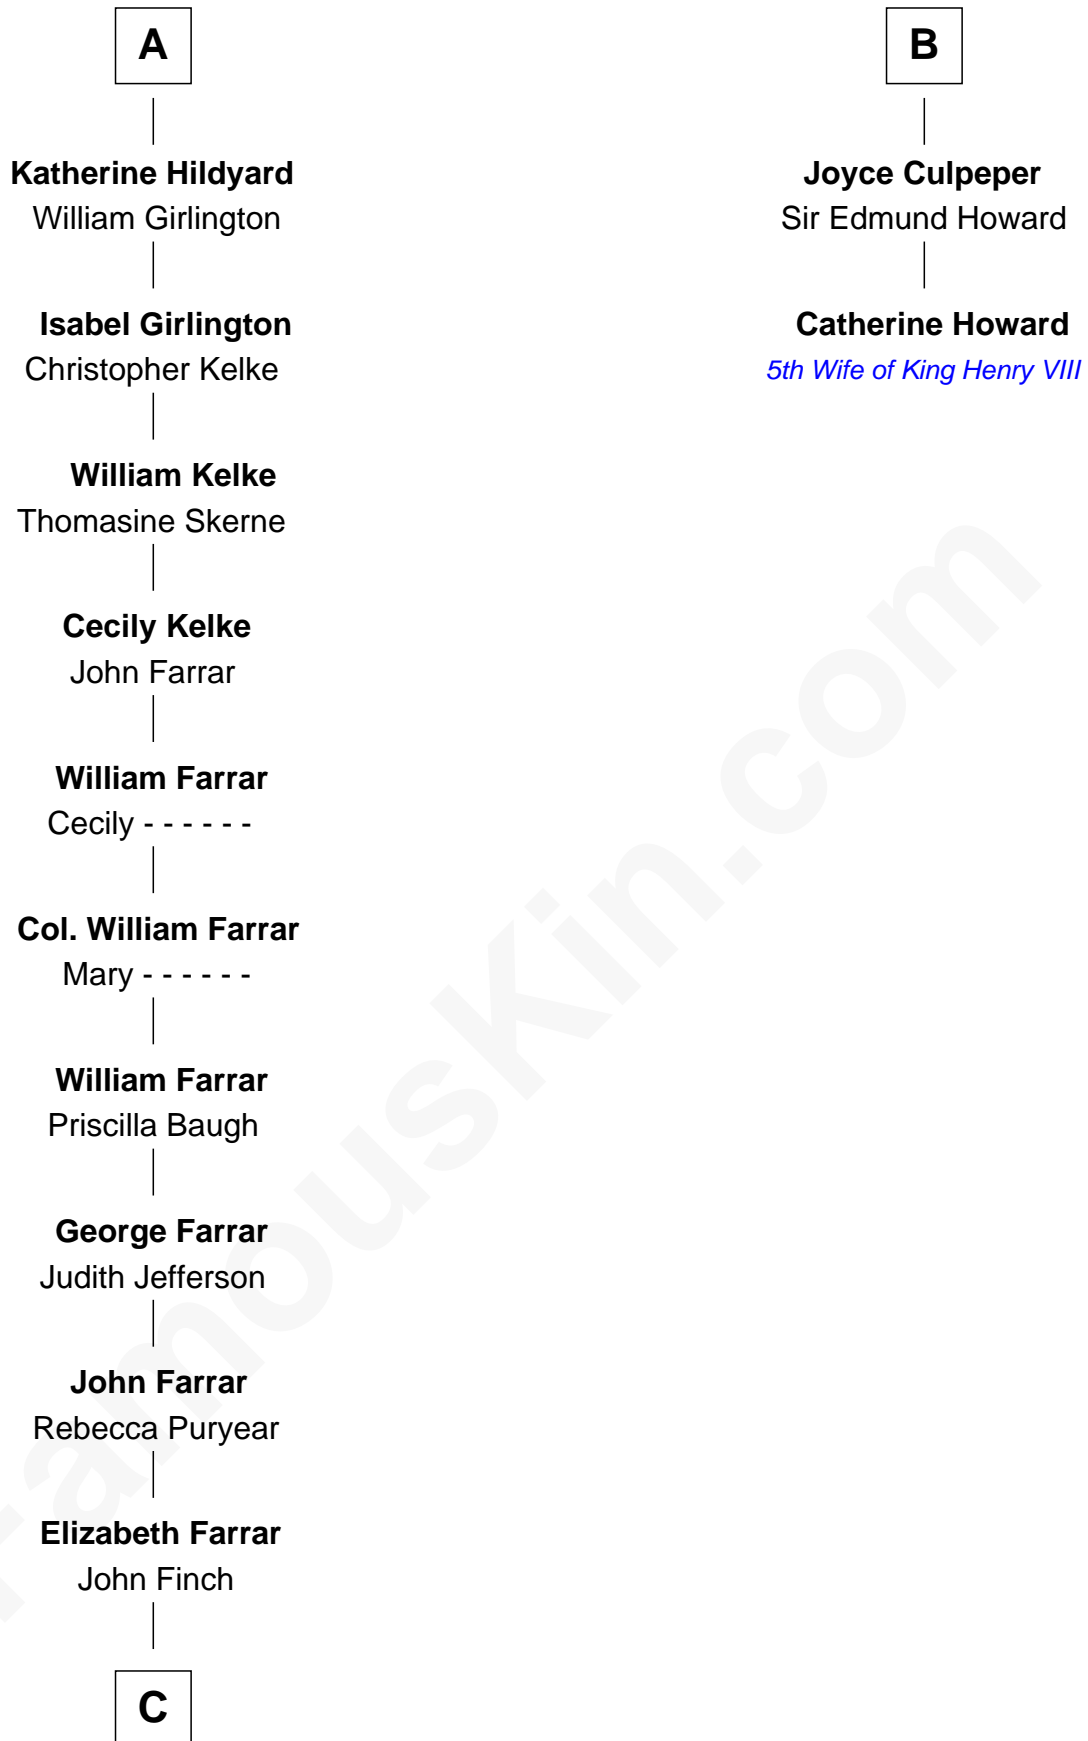 A
Katherine Hildyard
William Girlington
Isabel Girlington
Christopher Kelke
William Kelke
Thomasine Skerne
Cecily Kelke
John Farrar
William Farrar
Cecily - - - - - -
Col. William Farrar
Mary - - - - - -
William Farrar
Priscilla Baugh
George Farrar
Judith Jefferson
John Farrar
Rebecca Puryear
Elizabeth Farrar
John Finch
C
B
Joyce Culpeper
Sir Edmund Howard
Catherine Howard
5th Wife of King Henry VIII
FamousKin.com